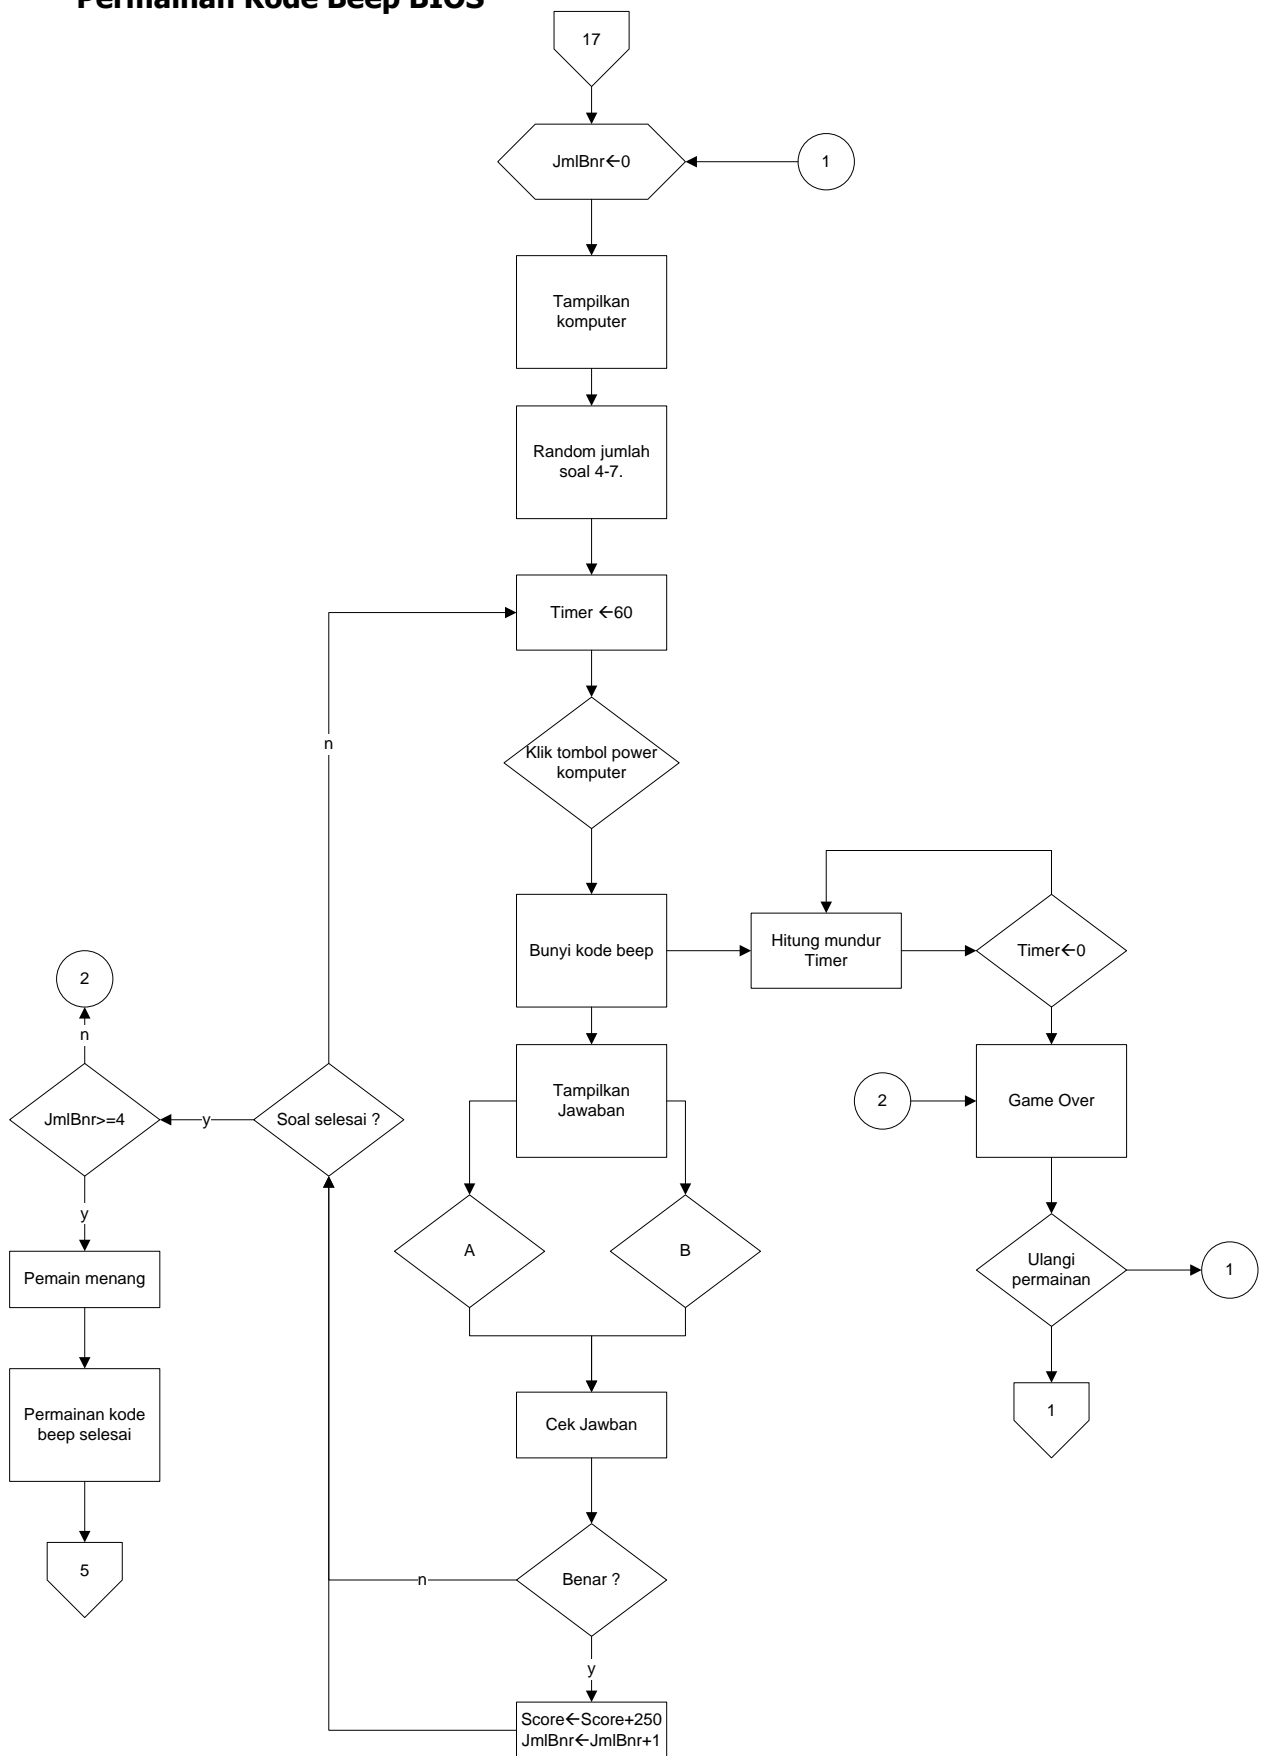 Permainan Kode Beep BIOS
17
JmlBnr←0
1
Tampilkan
komputer
Random jumlah
soal 4-7.
Timer ←60
n
Klik tombol power
komputer
Bunyi kode beep
Hitung mundur
Timer
Timer←0
2
n
JmlBnr>=4
y
Soal selesai ?
Tampilkan
Jawaban
2
Game Over
y
A
B
Ulangi
permainan
1
Pemain menang
Permainan kode
beep selesai
Cek Jawban
1
5
n
Benar ?
y
Score←Score+250
JmlBnr←JmlBnr+1